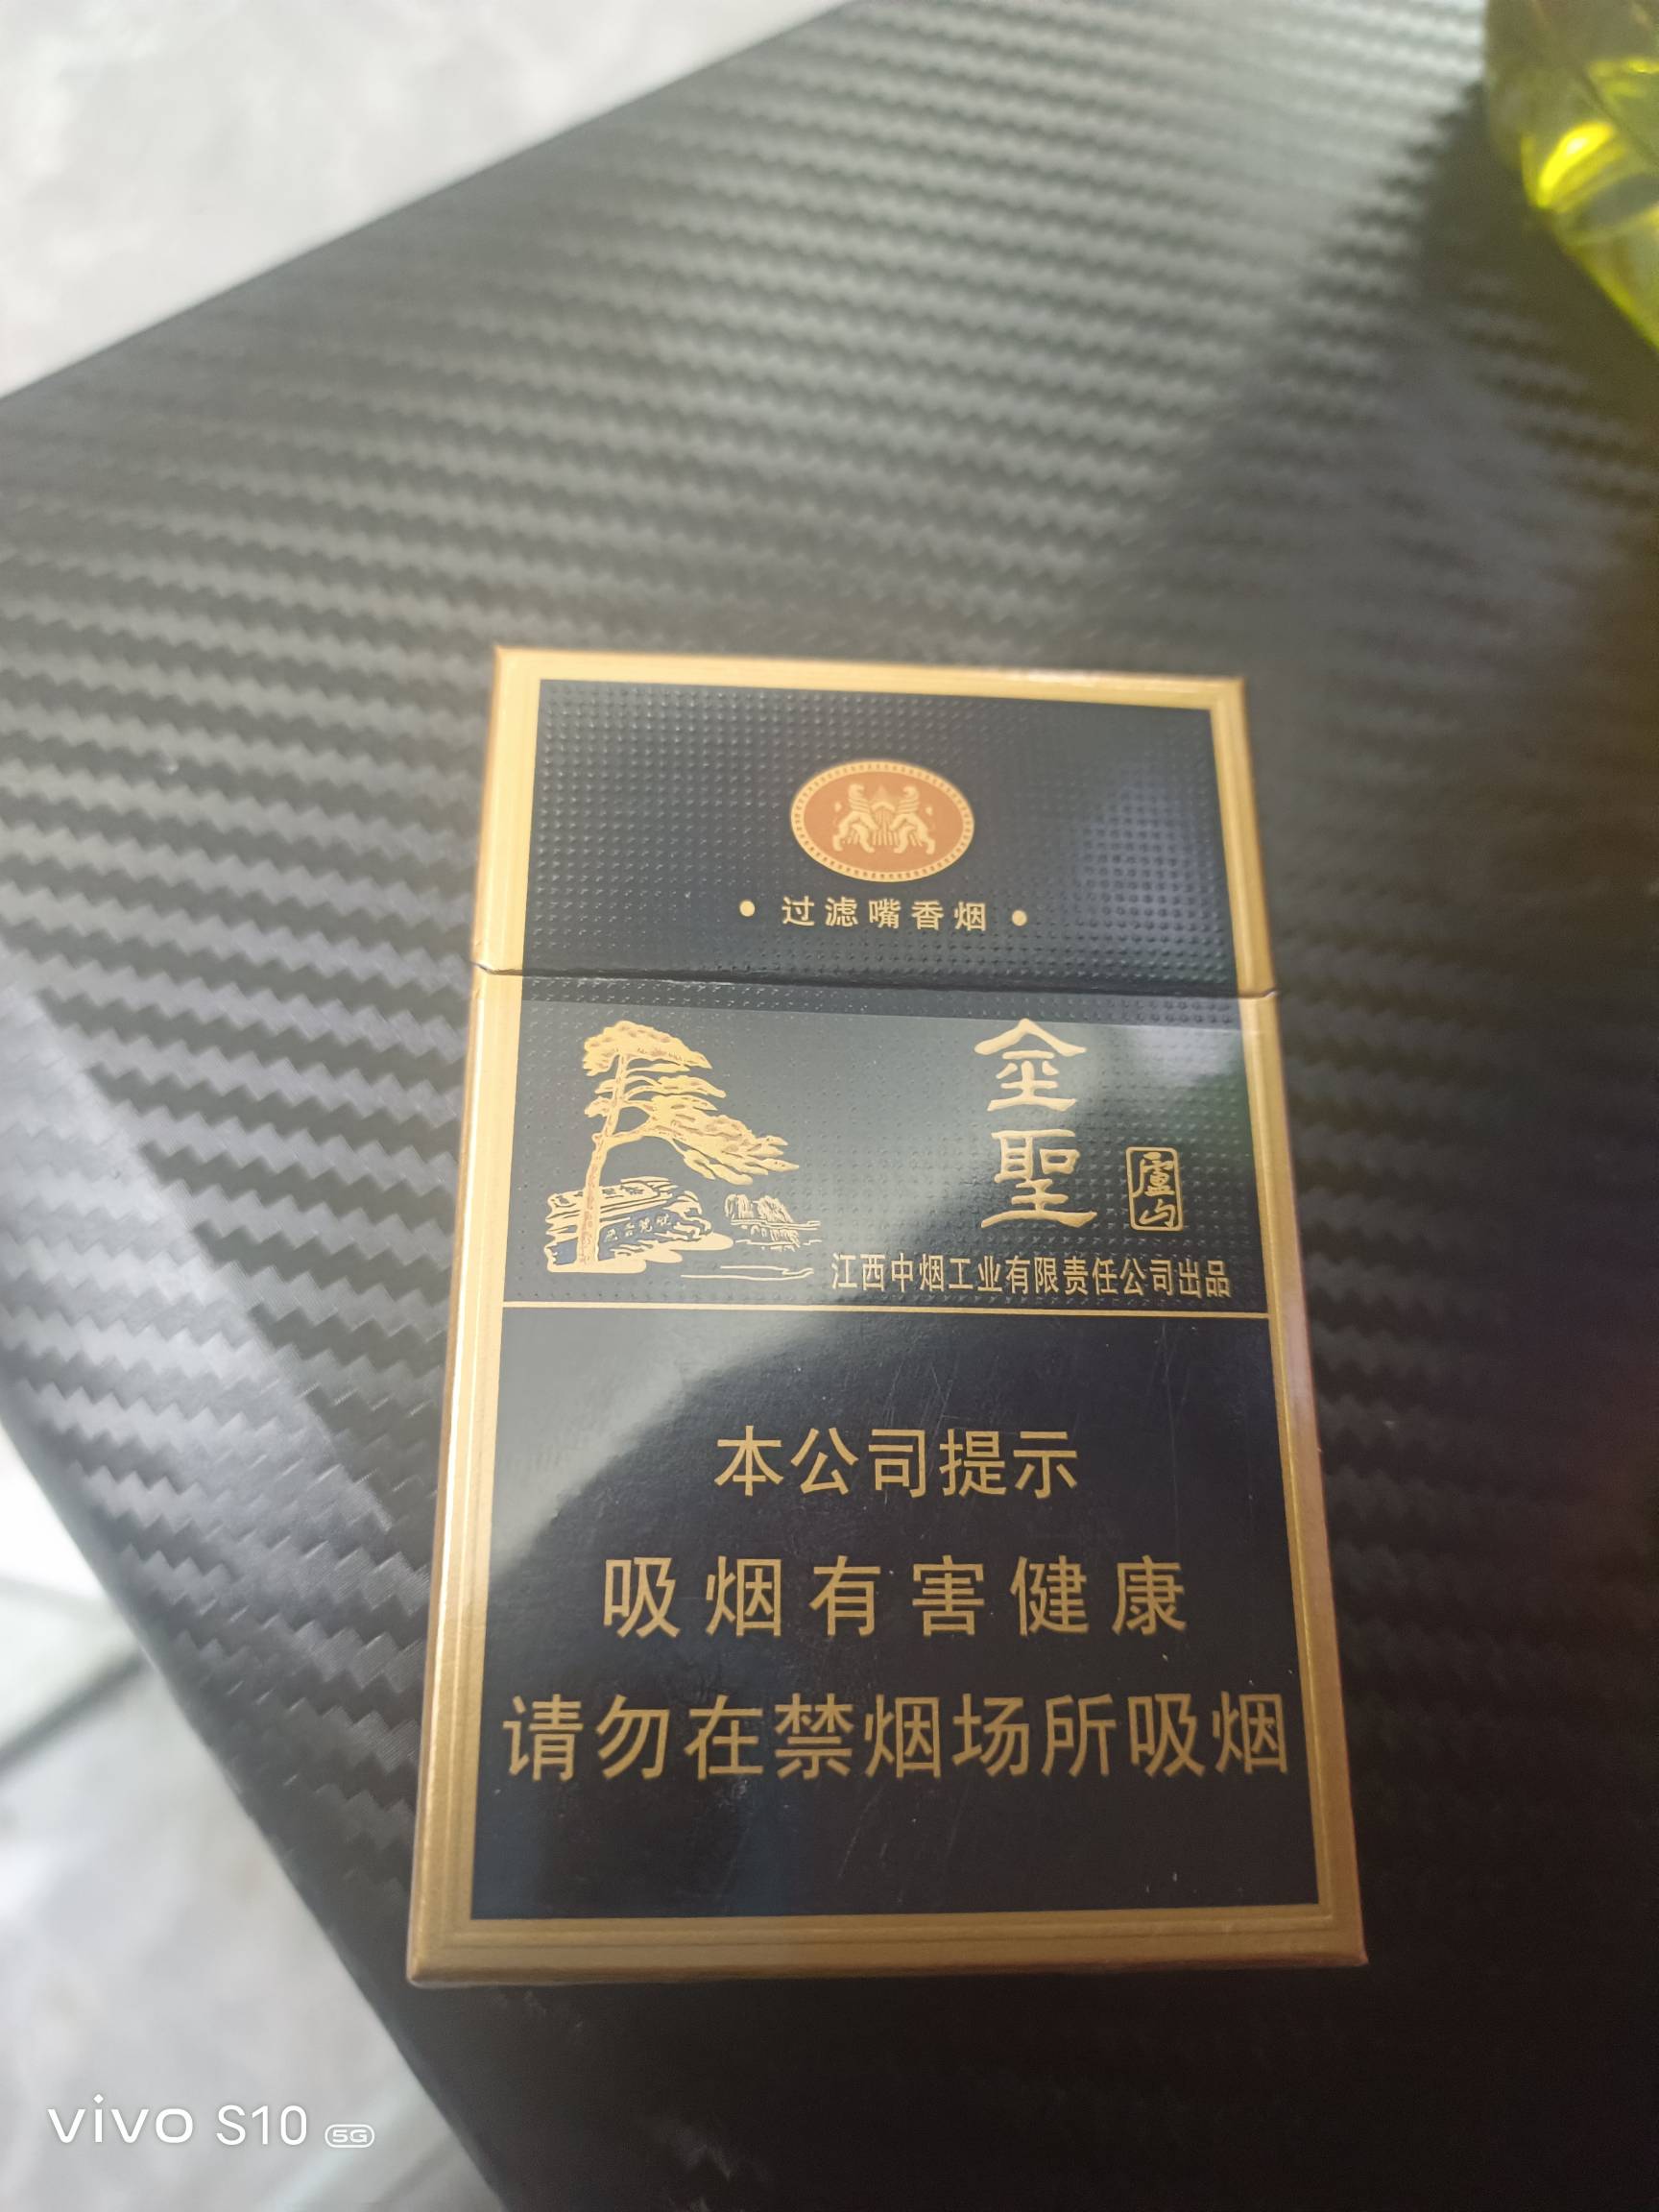 过滤嘴香烟
金聖
廬山
江西中烟工业有限责任公司出品
本公司提示
吸烟有害健康
请勿在禁烟场所吸烟
vivo S10 5G